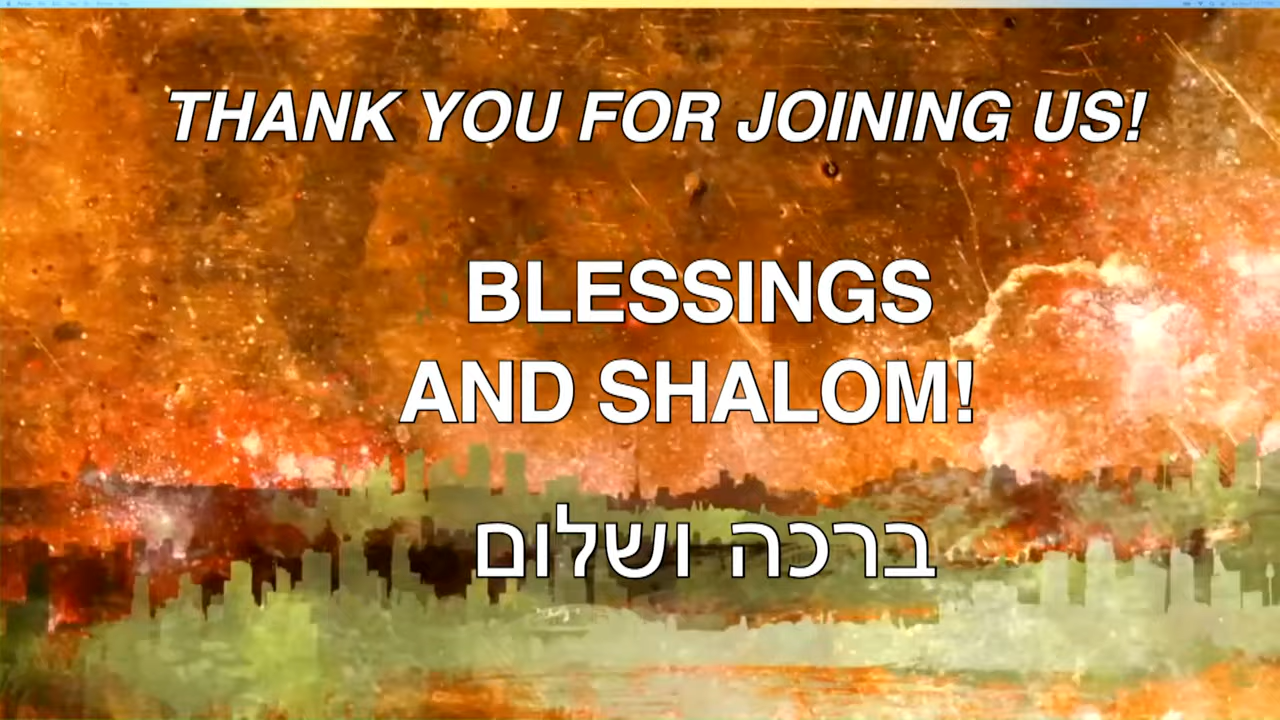 THANK YOU FOR JOINING US!
BLESSINGS
AND SHALOM!
ברכה ושלום